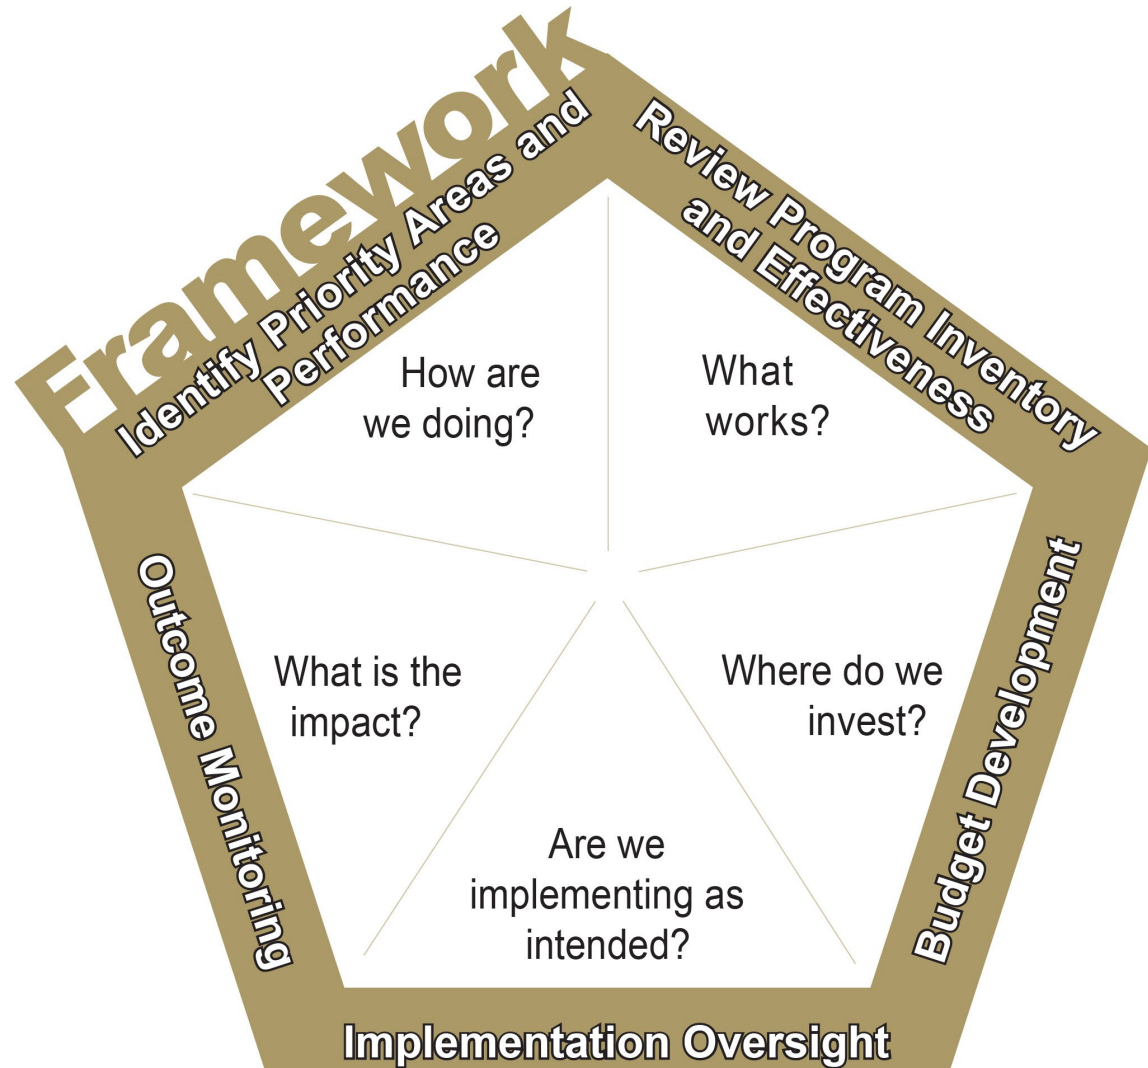 Framework
Identify Priority Areas and
Performance
Review Program Inventory
and Effectiveness
How are
we doing?
What
works?
Outcome Monitoring
What is the
impact?
Where do we
invest?
Budget Development
Are we
implementing as
intended?
Implementation Oversight